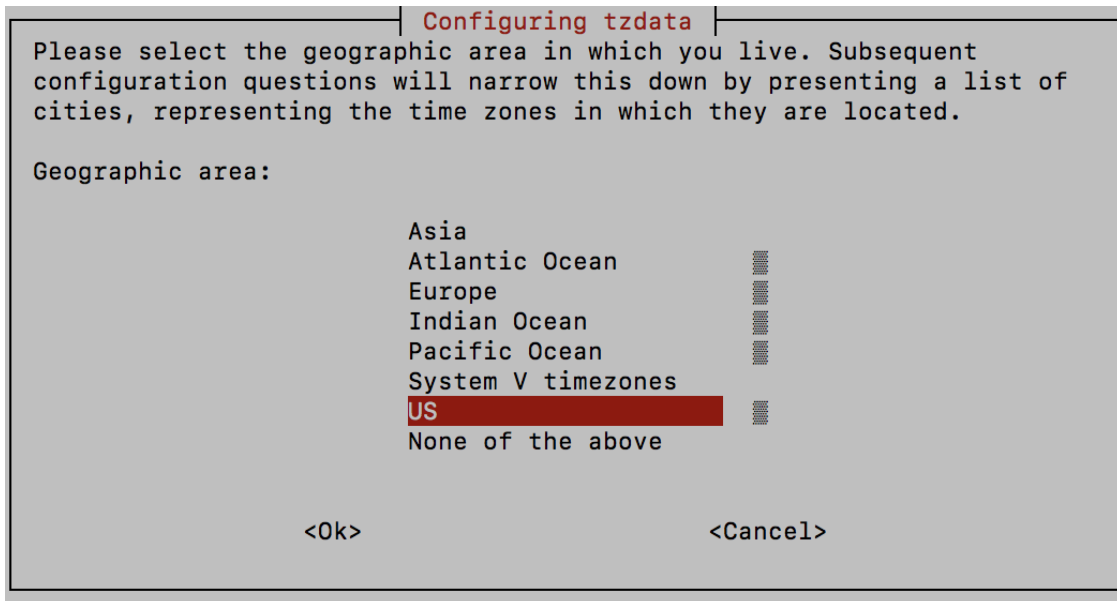 Configuring tzdata
Please select the geographic area in which you live. Subsequent
configuration questions will narrow this down by presenting a list of
cities, representing the time zones in which they are located.
Geographic area:
Asia
Atlantic Ocean
Europe
Indian Ocean
Pacific Ocean
System V timezones
US
None of the above
<Ok> <Cancel>